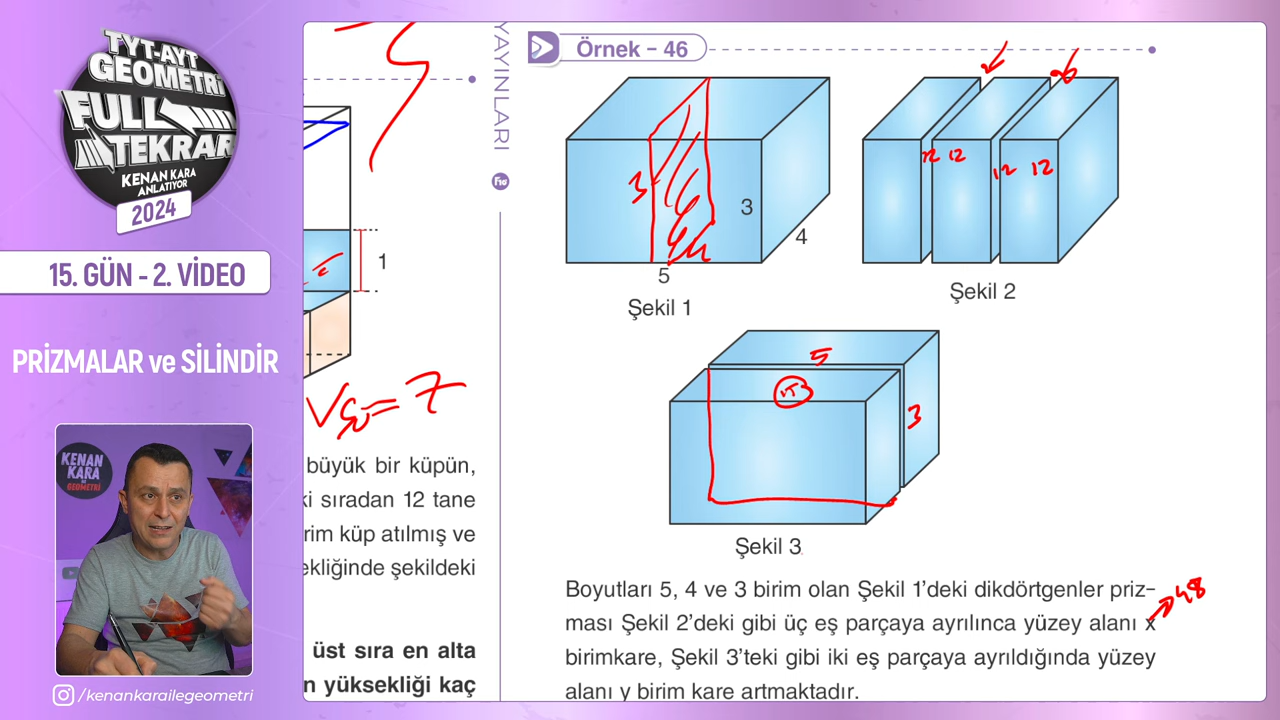 TYT-AYT
GEOMETRİ
FULL
TEKRAR
KENAN KARA
ANLATIYOR
2024
15. GÜN - 2. VİDEO
PRİZMALAR ve SİLİNDİR
KENAN
KARA
ile
GEOMETRİ
/kenankarailegeometri
1
= 7
büyük bir küpün,
ki sıradan 12 tane
rim küp atılmış ve
ekliğinde şekildeki
üst sıra en alta
n yüksekliği kaç
YAYINLARI
Örnek – 46
3
3
4
5
Şekil 1
12 12 12 12
Şekil 2
5
15
3
Şekil 3
Boyutları 5, 4 ve 3 birim olan Şekil 1’deki dikdörtgenler priz-
ması Şekil 2’deki gibi üç eş parçaya ayrılınca yüzey alanı x
48
birimkare, Şekil 3’teki gibi iki eş parçaya ayrıldığında yüzey
alanı y birim kare artmaktadır.